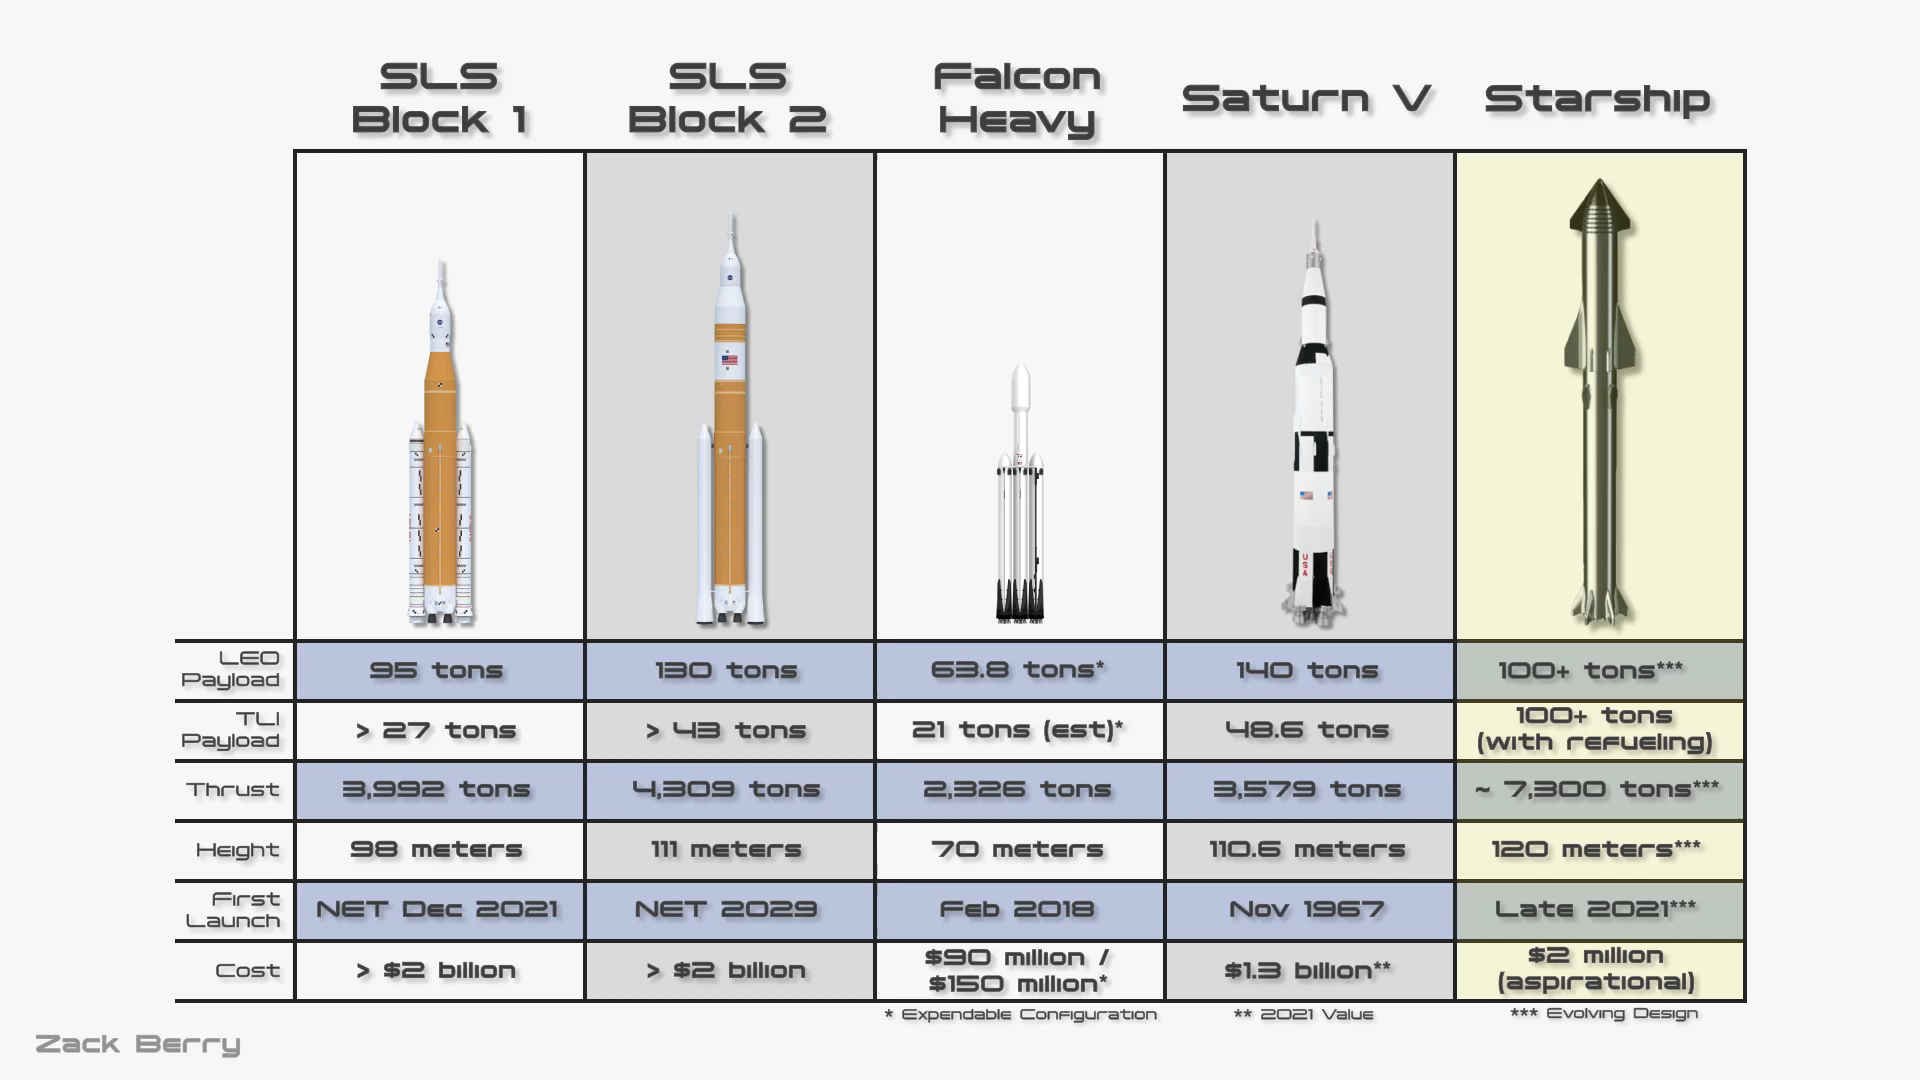 SLS
Block 1
SLS
Block 2
Falcon
Heavy
Saturn V
Starship
USA
LEO
Payload
95 tons
130 tons
63.8 tons*
140 tons
100+ tons***
TLI
Payload
> 27 tons
> 43 tons
21 tons (est)*
48.6 tons
100+ tons
(with refueling)
Thrust
3,992 tons
4,309 tons
2,326 tons
3,579 tons
~ 7,300 tons***
Height
98 meters
111 meters
70 meters
110.6 meters
120 meters***
First
Launch
NET Dec 2021
NET 2029
Feb 2018
Nov 1967
Late 2021***
Cost
> $2 billion
> $2 billion
$90 million /
$150 million*
$1.3 billion**
$2 million
(aspirational)
* Expendable Configuration
** 2021 Value
*** Evolving Design
Zack Berry